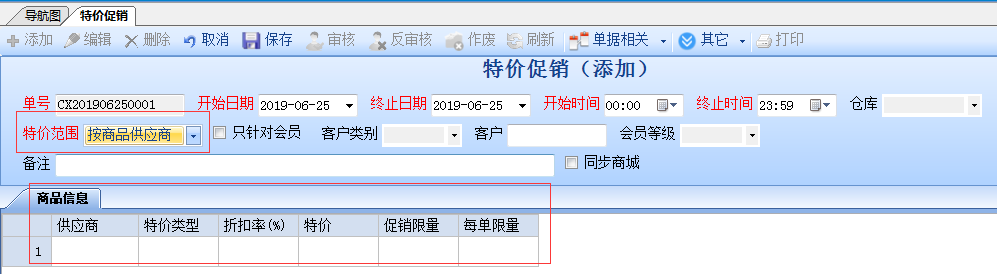 导航图 特价促销
添加 编辑 删除 取消 保存 审核 反审核 作废 刷新 单据相关 其它 打印
特价促销（添加）
单号 CX201906250001 开始日期 2019-06-25 终止日期 2019-06-25 开始时间 00:00 终止时间 23:59 仓库
特价范围 按商品供应商 只针对会员 客户类别 客户 会员等级
备注 同步商城
商品信息
供应商 特价类型 折扣率(%) 特价 促销限量 每单限量
1